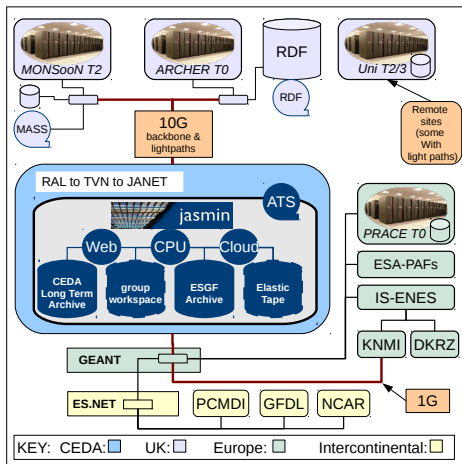 MONSooN T2
ARCHER T0
RDF
Uni T2/3
MASS
RDF
10G
backbone &
lightpaths
Remote
sites
(some
With
light paths)
RAL to TVN to JANET
ATS
jasmin
Web
CPU
Cloud
CEDA
Long Term
Archive
group
workspace
ESGF
Archive
Elastic
Tape
PRACE T0
ESA-PAFs
IS-ENES
KNMI
DKRZ
GEANT
ES.NET
PCMDI
GFDL
NCAR
1G
KEY: CEDA: UK: Europe: Intercontinental: